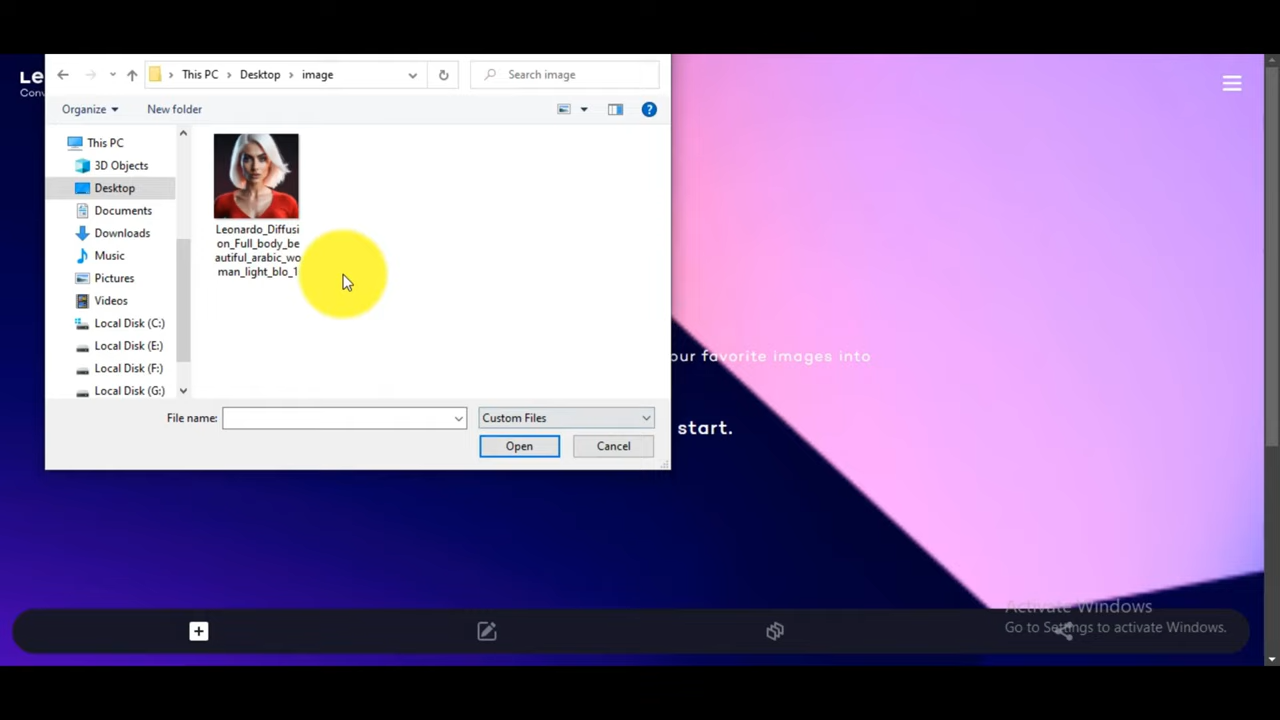 Le
Conv
This PC
Desktop
image
Search image
Organize
New folder
This PC
3D Objects
Desktop
Documents
Downloads
Music
Pictures
Videos
Local Disk (C:)
Local Disk (E:)
Local Disk (F:)
Local Disk (G:)
Leonardo_Diffusi
on_Full_body_be
autiful_arabic_wo
man_light_blo_1
our favorite images into
start.
File name:
Custom Files
Open
Cancel
Activate Windows
Go to Settings to activate Windows.